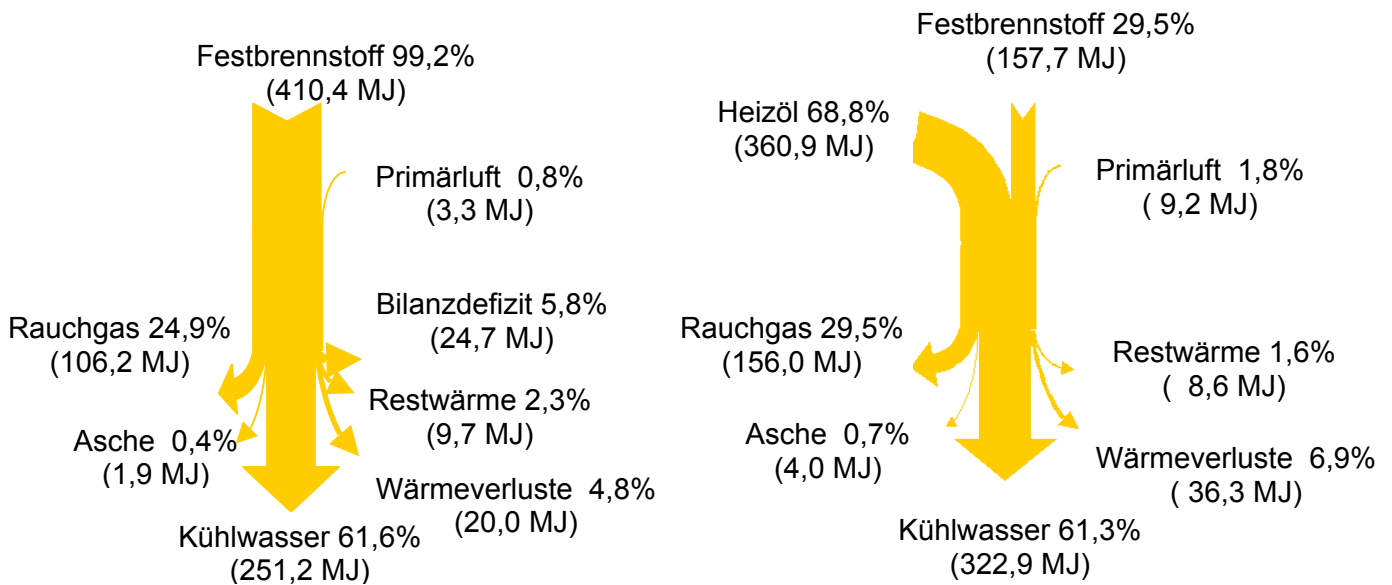 Festbrennstoff 99,2%
(410,4 MJ)
Primärluft 0,8%
(3,3 MJ)
Bilanzdefizit 5,8%
(24,7 MJ)
Rauchgas 24,9%
(106,2 MJ)
Restwärme 2,3%
(9,7 MJ)
Asche 0,4%
(1,9 MJ)
Wärmeverluste 4,8%
(20,0 MJ)
Kühlwasser 61,6%
(251,2 MJ)
Festbrennstoff 29,5%
(157,7 MJ)
Heizöl 68,8%
(360,9 MJ)
Primärluft 1,8%
( 9,2 MJ)
Rauchgas 29,5%
(156,0 MJ)
Restwärme 1,6%
( 8,6 MJ)
Asche 0,7%
(4,0 MJ)
Wärmeverluste 6,9%
( 36,3 MJ)
Kühlwasser 61,3%
(322,9 MJ)